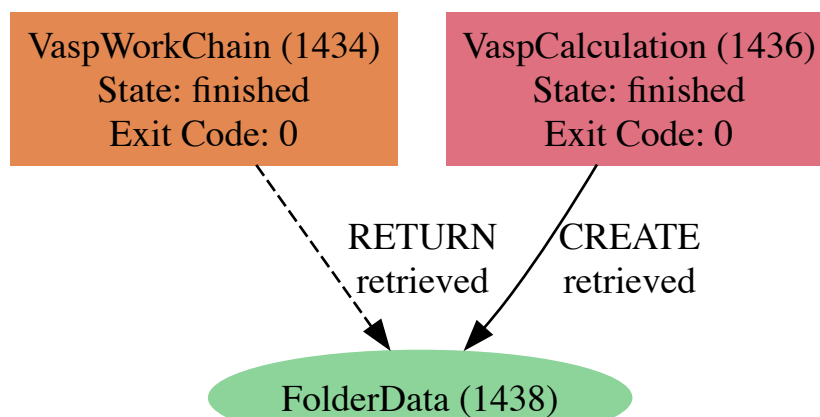 VaspWorkChain (1434)
State: finished
Exit Code: 0
VaspCalculation (1436)
State: finished
Exit Code: 0
RETURN
retrieved
CREATE
retrieved
FolderData (1438)